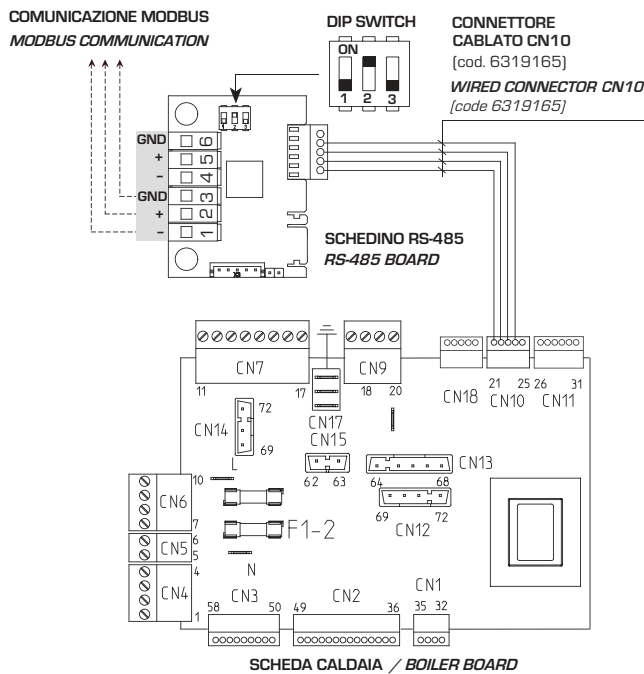 COMUNICAZIONE MODBUS
MODBUS COMMUNICATION
DIP SWITCH
ON
1 2 3
CONNETTORE
CABLATO CN10
(cod. 6319165)
WIRED CONNECTOR CN10
(code 6319165)
1 2 3
GND 6
+ 5
- 4
GND 3
+ 2
- 1
SCHEDINO RS-485
RS-485 BOARD
CN7
11 17
CN9
18 20
CN18
21 25
CN10
26 31
CN11
CN17
CN14
72
69
CN15
62 63
CN13
64 68
69 72
CN12
L
F1-2
N
10
CN6
7
6
CN5
5
4
CN4
1
58 CN3 50
49 CN2 36
CN1
35 32
SCHEDA CALDAIA / BOILER BOARD